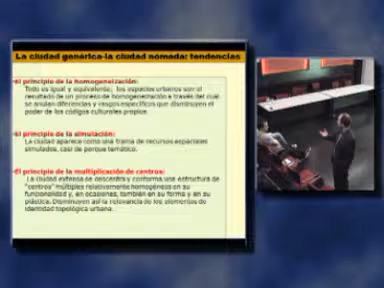 La ciudad genérica-la ciudad nómada: tendencias
El principio de la homogeneización:
Todo es igual y equivalente; los espacios urbanos son el
resultado de un proceso de homogeneización a través del cual
se anulan diferencias y rasgos específicos que disminuyen el
poder de los códigos culturales propios
El principio de la simulación:
La ciudad aparece como una trama de recursos espaciales
simulados, casi de parque temático.
El principio de la multiplicación de centros:
La ciudad extensa se descentra y conforma una estructura de
"centros" múltiples relativamente homogéneos en su
funcionalidad y, en ocasiones, también en su forma y en su
plástica. Disminuyen así la relevancia de los elementos de
identidad topológica urbana.